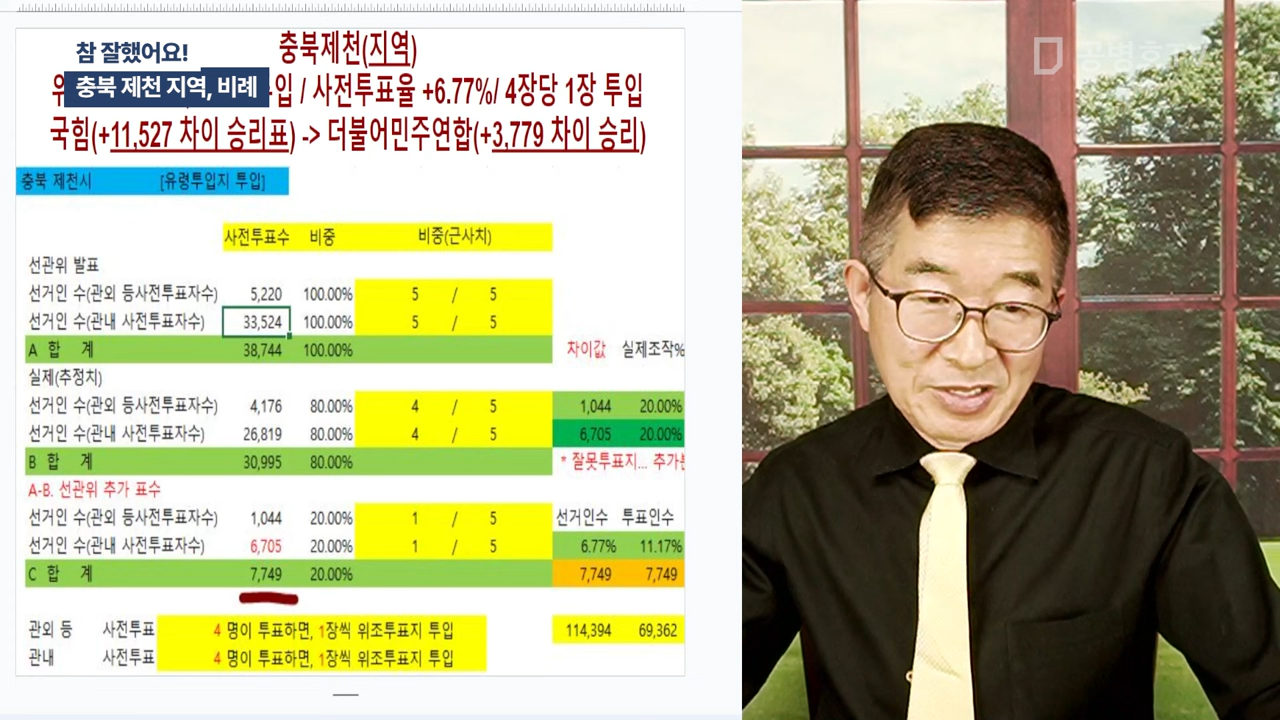 참 잘했어요!
충북 제천 지역, 비례
충북제천(지역)
/ 사전투표율 +6.77%/ 4장당 1장 투입
국힘(+11,527 차이 승리표) -> 더불어민주연합(+3,779 차이 승리)
충북 제천시 [유령투입지 투입]
사전투표수 비중 비중(근사치)
선관위 발표
선거인 수(관외 등사전투표자수) 5,220 100.00% 5 / 5
선거인 수(관내 사전투표자수) 33,524 100.00% 5 / 5
A 합 계 38,744 100.00% 차이값 실제조작%
실제(추정치)
선거인 수(관외 등사전투표자수) 4,176 80.00% 4 / 5 1,044 20.00%
선거인 수(관내 사전투표자수) 26,819 80.00% 4 / 5 6,705 20.00%
B 합 계 30,995 80.00% * 잘못투표지... 추가
A-B. 선관위 추가 표수
선거인 수(관외 등사전투표자수) 1,044 20.00% 1 / 5 선거인수 투표인수
선거인 수(관내 사전투표자수) 6,705 20.00% 1 / 5 6.77% 11.17%
C 합 계 7,749 20.00% 7,749 7,749
관외 등 사전투표 4 명이 투표하면, 1장씩 위조투표지 투입 114,394 69,362
관내 사전투표 4 명이 투표하면, 1장씩 위조투표지 투입
공병호